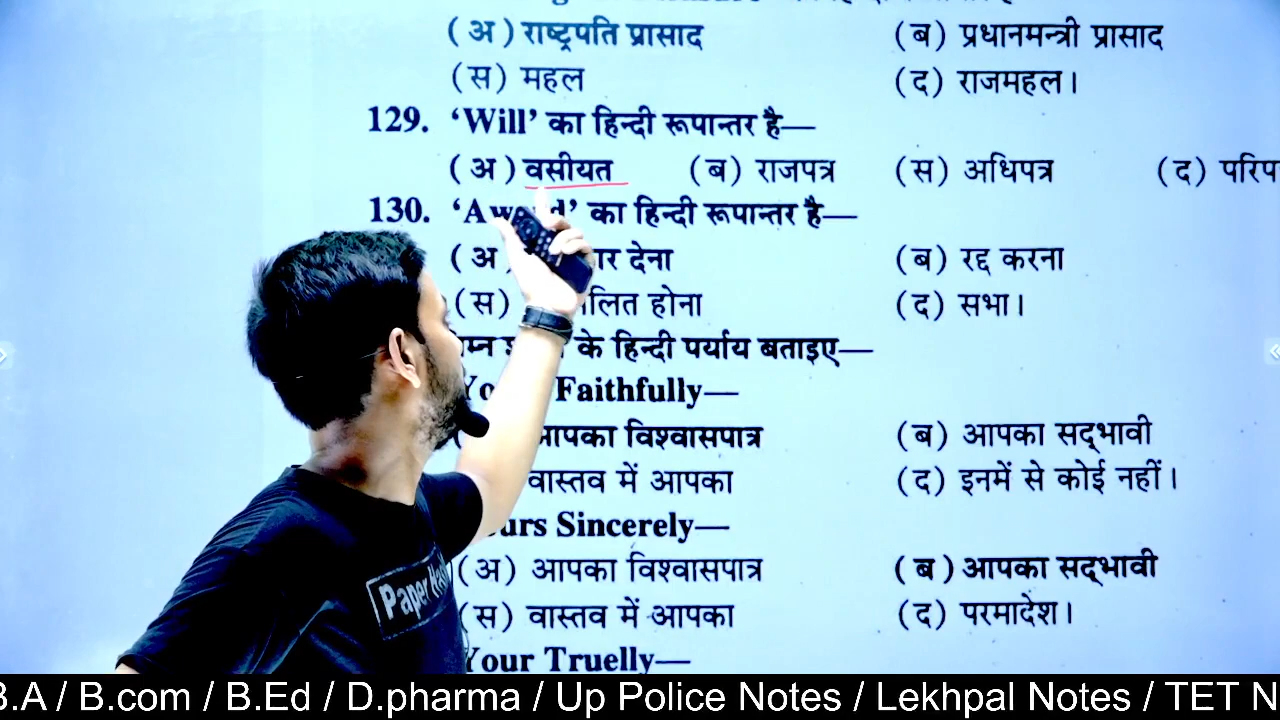 (अ) राष्ट्रपति प्रासाद (ब) प्रधानमन्त्री प्रासाद
(स) महल (द) राजमहल।
129. ‘Will’ का हिन्दी रूपान्तर है—
(अ) वसीयत (ब) राजपत्र (स) अधिपत्र (द) परिप
130. का हिन्दी रूपान्तर है—
(अ देना (ब) रद्द करना
(स) लित होना (द) सभा।
के हिन्दी पर्याय बताइए—
Faithfully—
आपका विश्वासपात्र (ब) आपका सद्भावी
वास्तव में आपका (द) इनमें से कोई नहीं।
Sincerely—
(अ) आपका विश्वासपात्र (ब) आपका सद्भावी
(स) वास्तव में आपका (द) परमादेश।
Your Truelly—
Paper
B.A / B.com / B.Ed / D.pharma / Up Police Notes / Lekhpal Notes / TET N